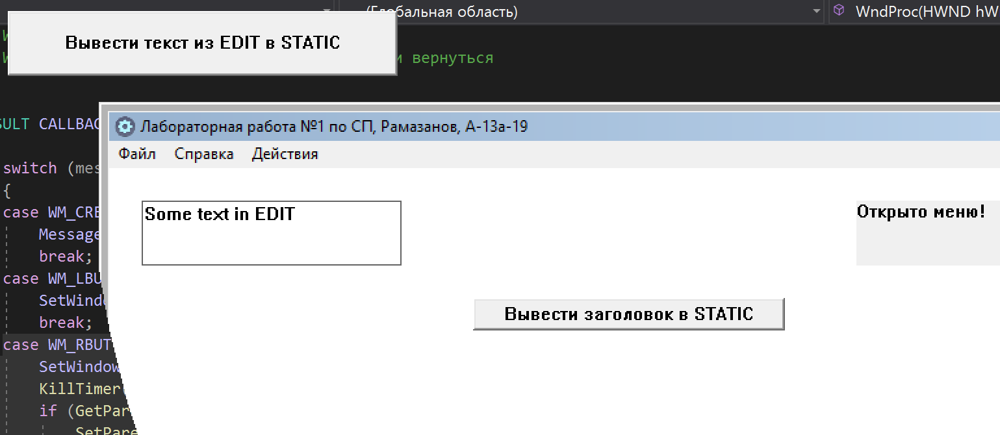 (Глобальная область)
WndProc(HWND hW
Вывести текст из EDIT в STATIC
вернуться
CALLBAC
Лабораторная работа №1 по СП, Рамазанов, А-13а-19
Файл Справка Действия
switch (mes
{
Some text in EDIT
Открыто меню!
case WM_CRE
Message
break;
case WM_LBU
SetWind
break;
Вывести заголовок в STATIC
case WM_RBUT
SetWindow
KillTimer(
if (GetPar
SetPare